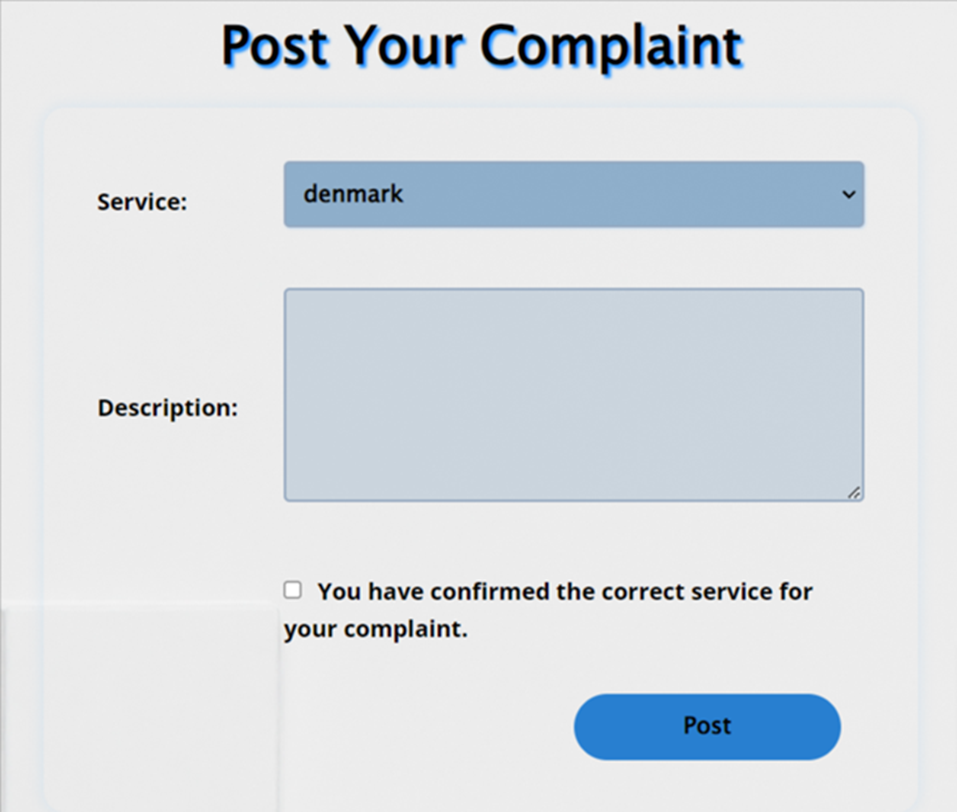 Post Your Complaint
Service:
denmark
Description:
You have confirmed the correct service for
your complaint.
Post